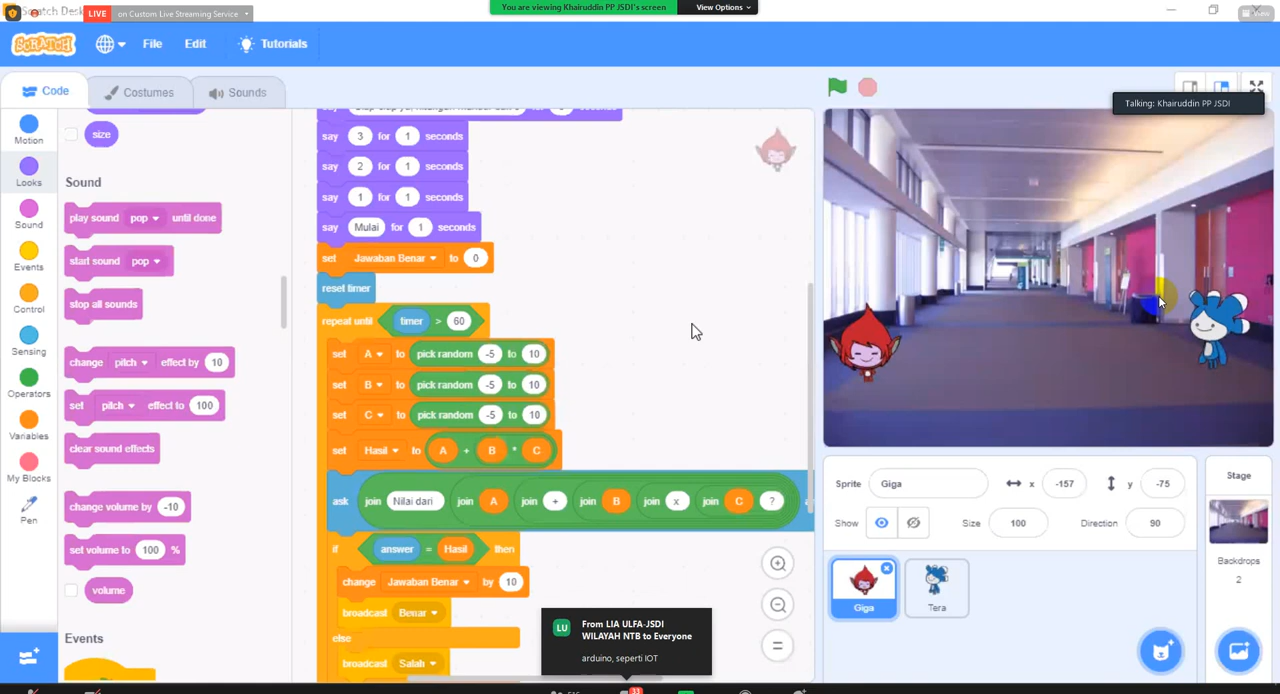 Scratch Desk
LIVE on Custom Live Streaming Service
You are viewing Khairuddin PP JSDI's screen
View Options
View
SCRATCH
File
Edit
Tutorials
Code
Costumes
Sounds
Talking: Khairuddin PP JSDI
Motion
Looks
Sound
Events
Control
Sensing
Operators
Variables
My Blocks
Pen
size
Sound
play sound pop until done
start sound pop
stop all sounds
change pitch effect by 10
set pitch effect to 100
clear sound effects
change volume by -10
set volume to 100 %
volume
Events
say 3 for 1 seconds
say 2 for 1 seconds
say 1 for 1 seconds
say Mulai for 1 seconds
set Jawaban Benar to 0
reset timer
repeat until timer > 60
set A to pick random -5 to 10
set B to pick random -5 to 10
set C to pick random -5 to 10
set Hasil to A + B * C
ask join Nilai dari join A join + join B join x join C ?
if answer = Hasil then
change Jawaban Benar by 10
broadcast Benar
else
broadcast Salah
LU
From LIA ULFA-JSDI
WILAYAH NTB to Everyone
arduino, seperti IOT
33
Sprite Giga x -157 y -75
Show Size 100 Direction 90
Giga
Tera
Stage
Backdrops
2